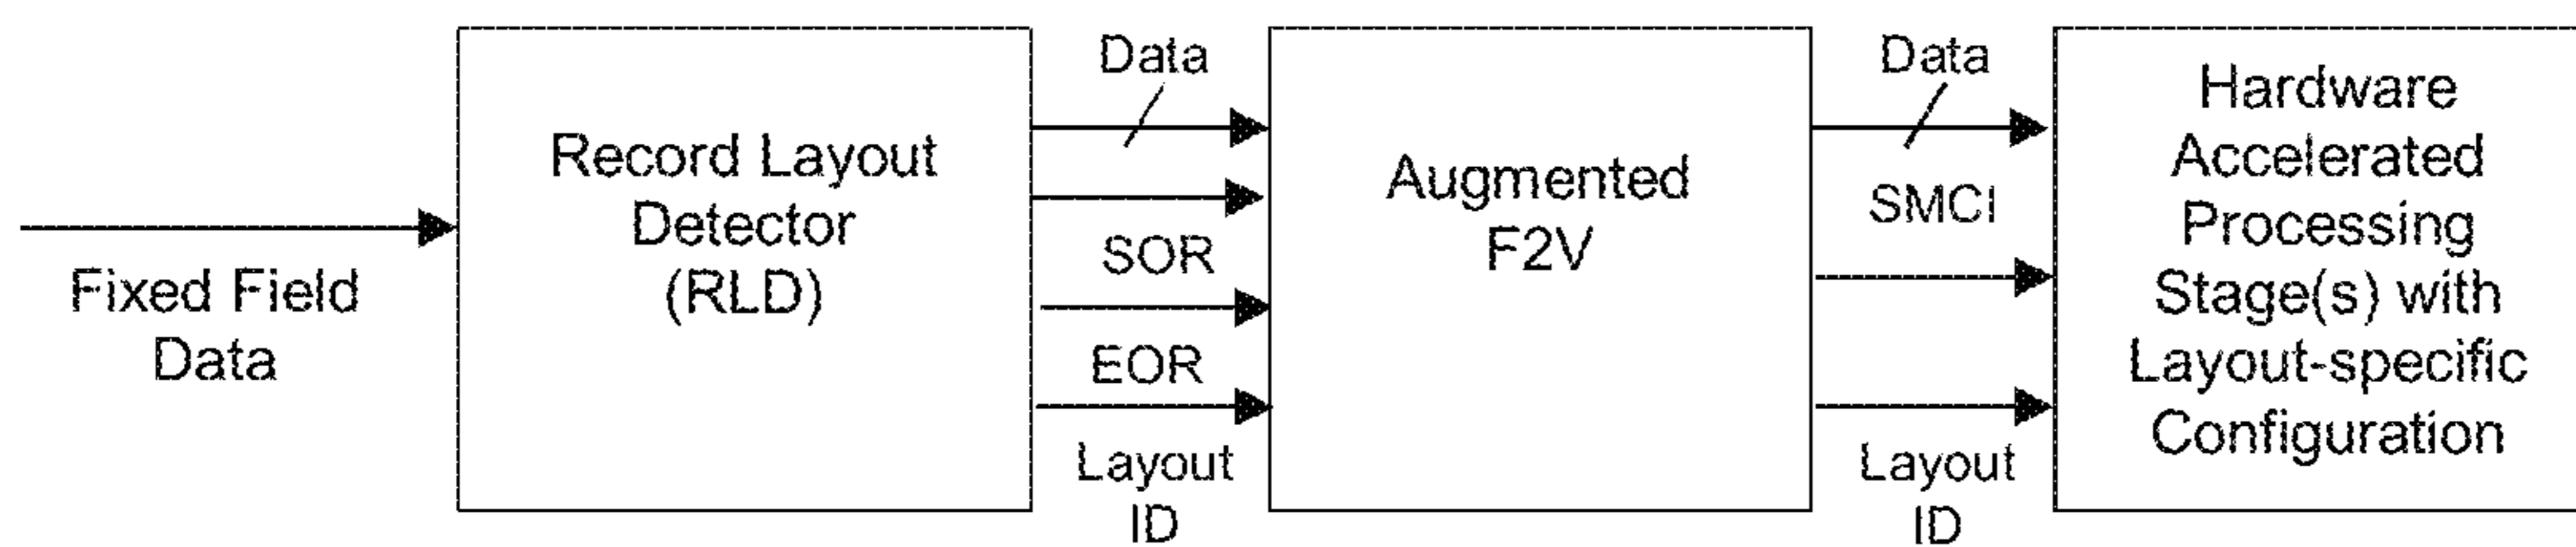 Fixed Field
Data
Record Layout
Detector
(RLD)
Data
SOR
EOR
Layout
ID
Augmented
F2V
Data
SMCI
Layout
ID
Hardware
Accelerated
Processing
Stage(s) with
Layout-specific
Configuration